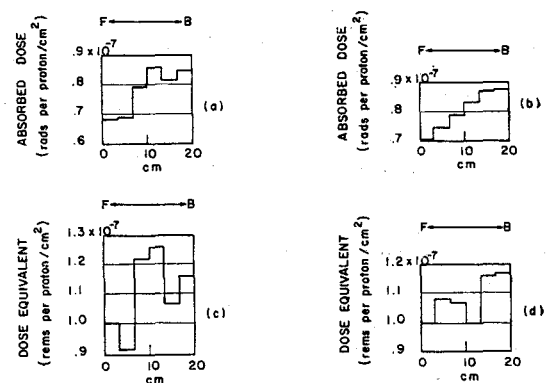 F B
ABSORBED DOSE
(rads per proton/cm²)
.9 x 10⁻⁷
.8
.7
.6
0 10 20
cm
(a)
F B
ABSORBED DOSE
(rads per proton/cm²)
.9 x 10⁻⁷
.8
.7
0 10 20
cm
(b)
F B
DOSE EQUIVALENT
(rems per proton/cm²)
1.3 x 10⁻⁷
1.2
1.1
1.0
.9
0 10 20
cm
(c)
F B
DOSE EQUIVALENT
(rems per proton/cm²)
1.2 x 10⁻⁷
1.1
1.0
.9
0 10 20
cm
(d)